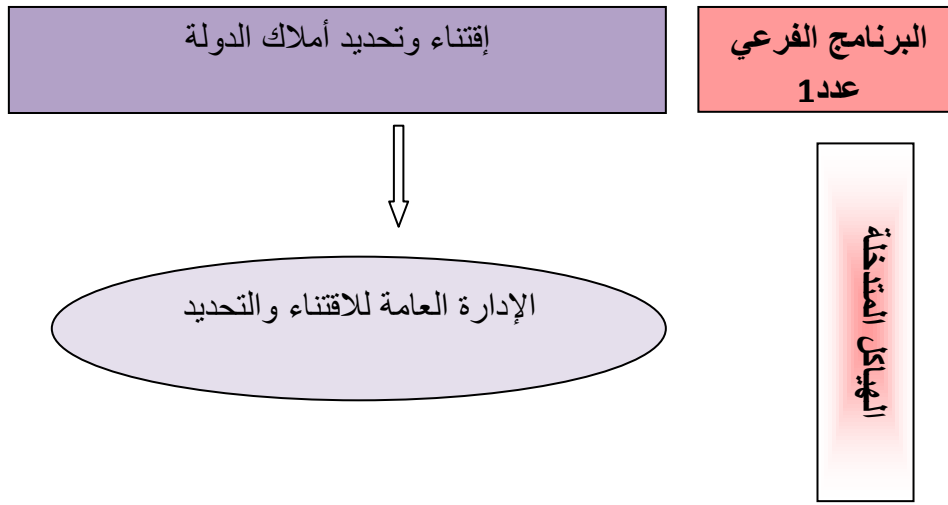 البرنامج الفرعي
عدد1
إقتناء وتحديد أملاك الدولة
الهياكل المتدخلة
الإدارة العامة للاقتناء والتحديد